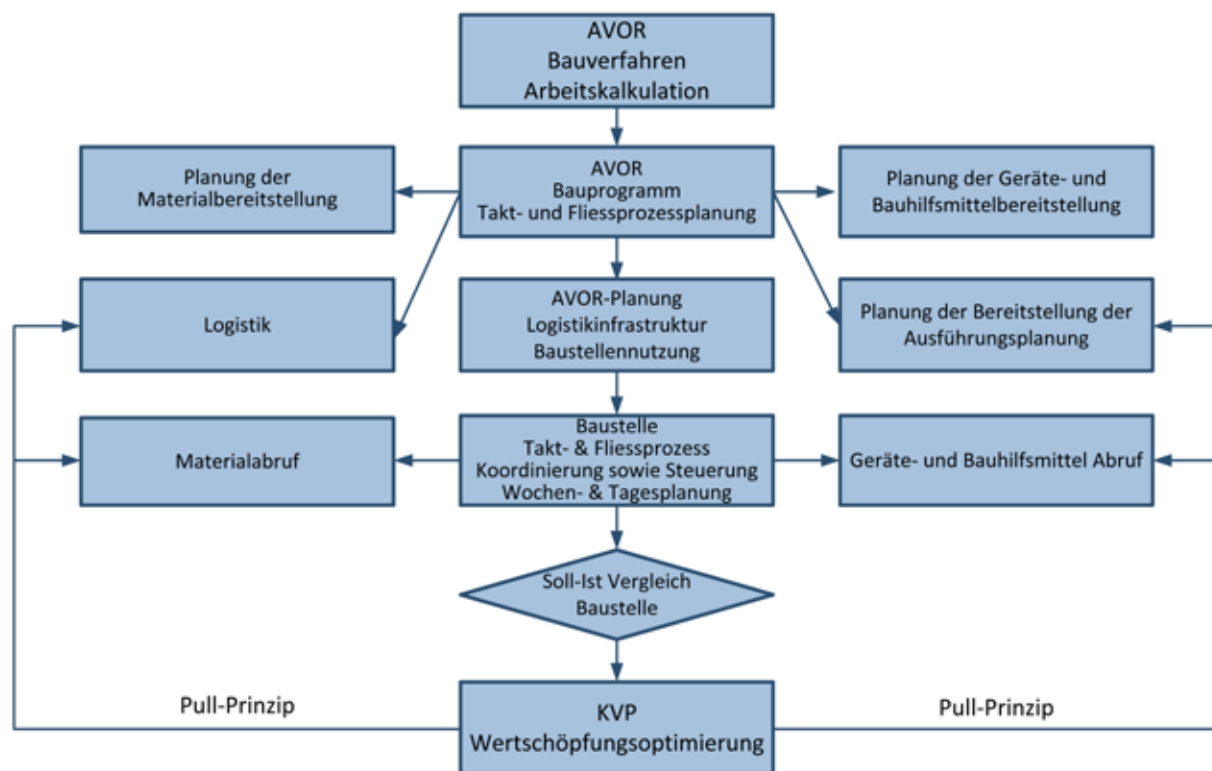 AVOR
Bauverfahren
Arbeitskalkulation
Planung der
Materialbereitstellung
AVOR
Bauprogramm
Takt- und Fliessprozessplanung
Planung der Geräte- und
Bauhilfsmittelbereitstellung
Logistik
AVOR-Planung
Logistikinfrastruktur
Baustellennutzung
Planung der Bereitstellung der
Ausführungsplanung
Materialabruf
Baustelle
Takt- & Fliessprozess
Koordinierung sowie Steuerung
Wochen- & Tagesplanung
Geräte- und Bauhilfsmittel Abruf
Soll-Ist Vergleich
Baustelle
Pull-Prinzip
KVP
Wertschöpfungsoptimierung
Pull-Prinzip